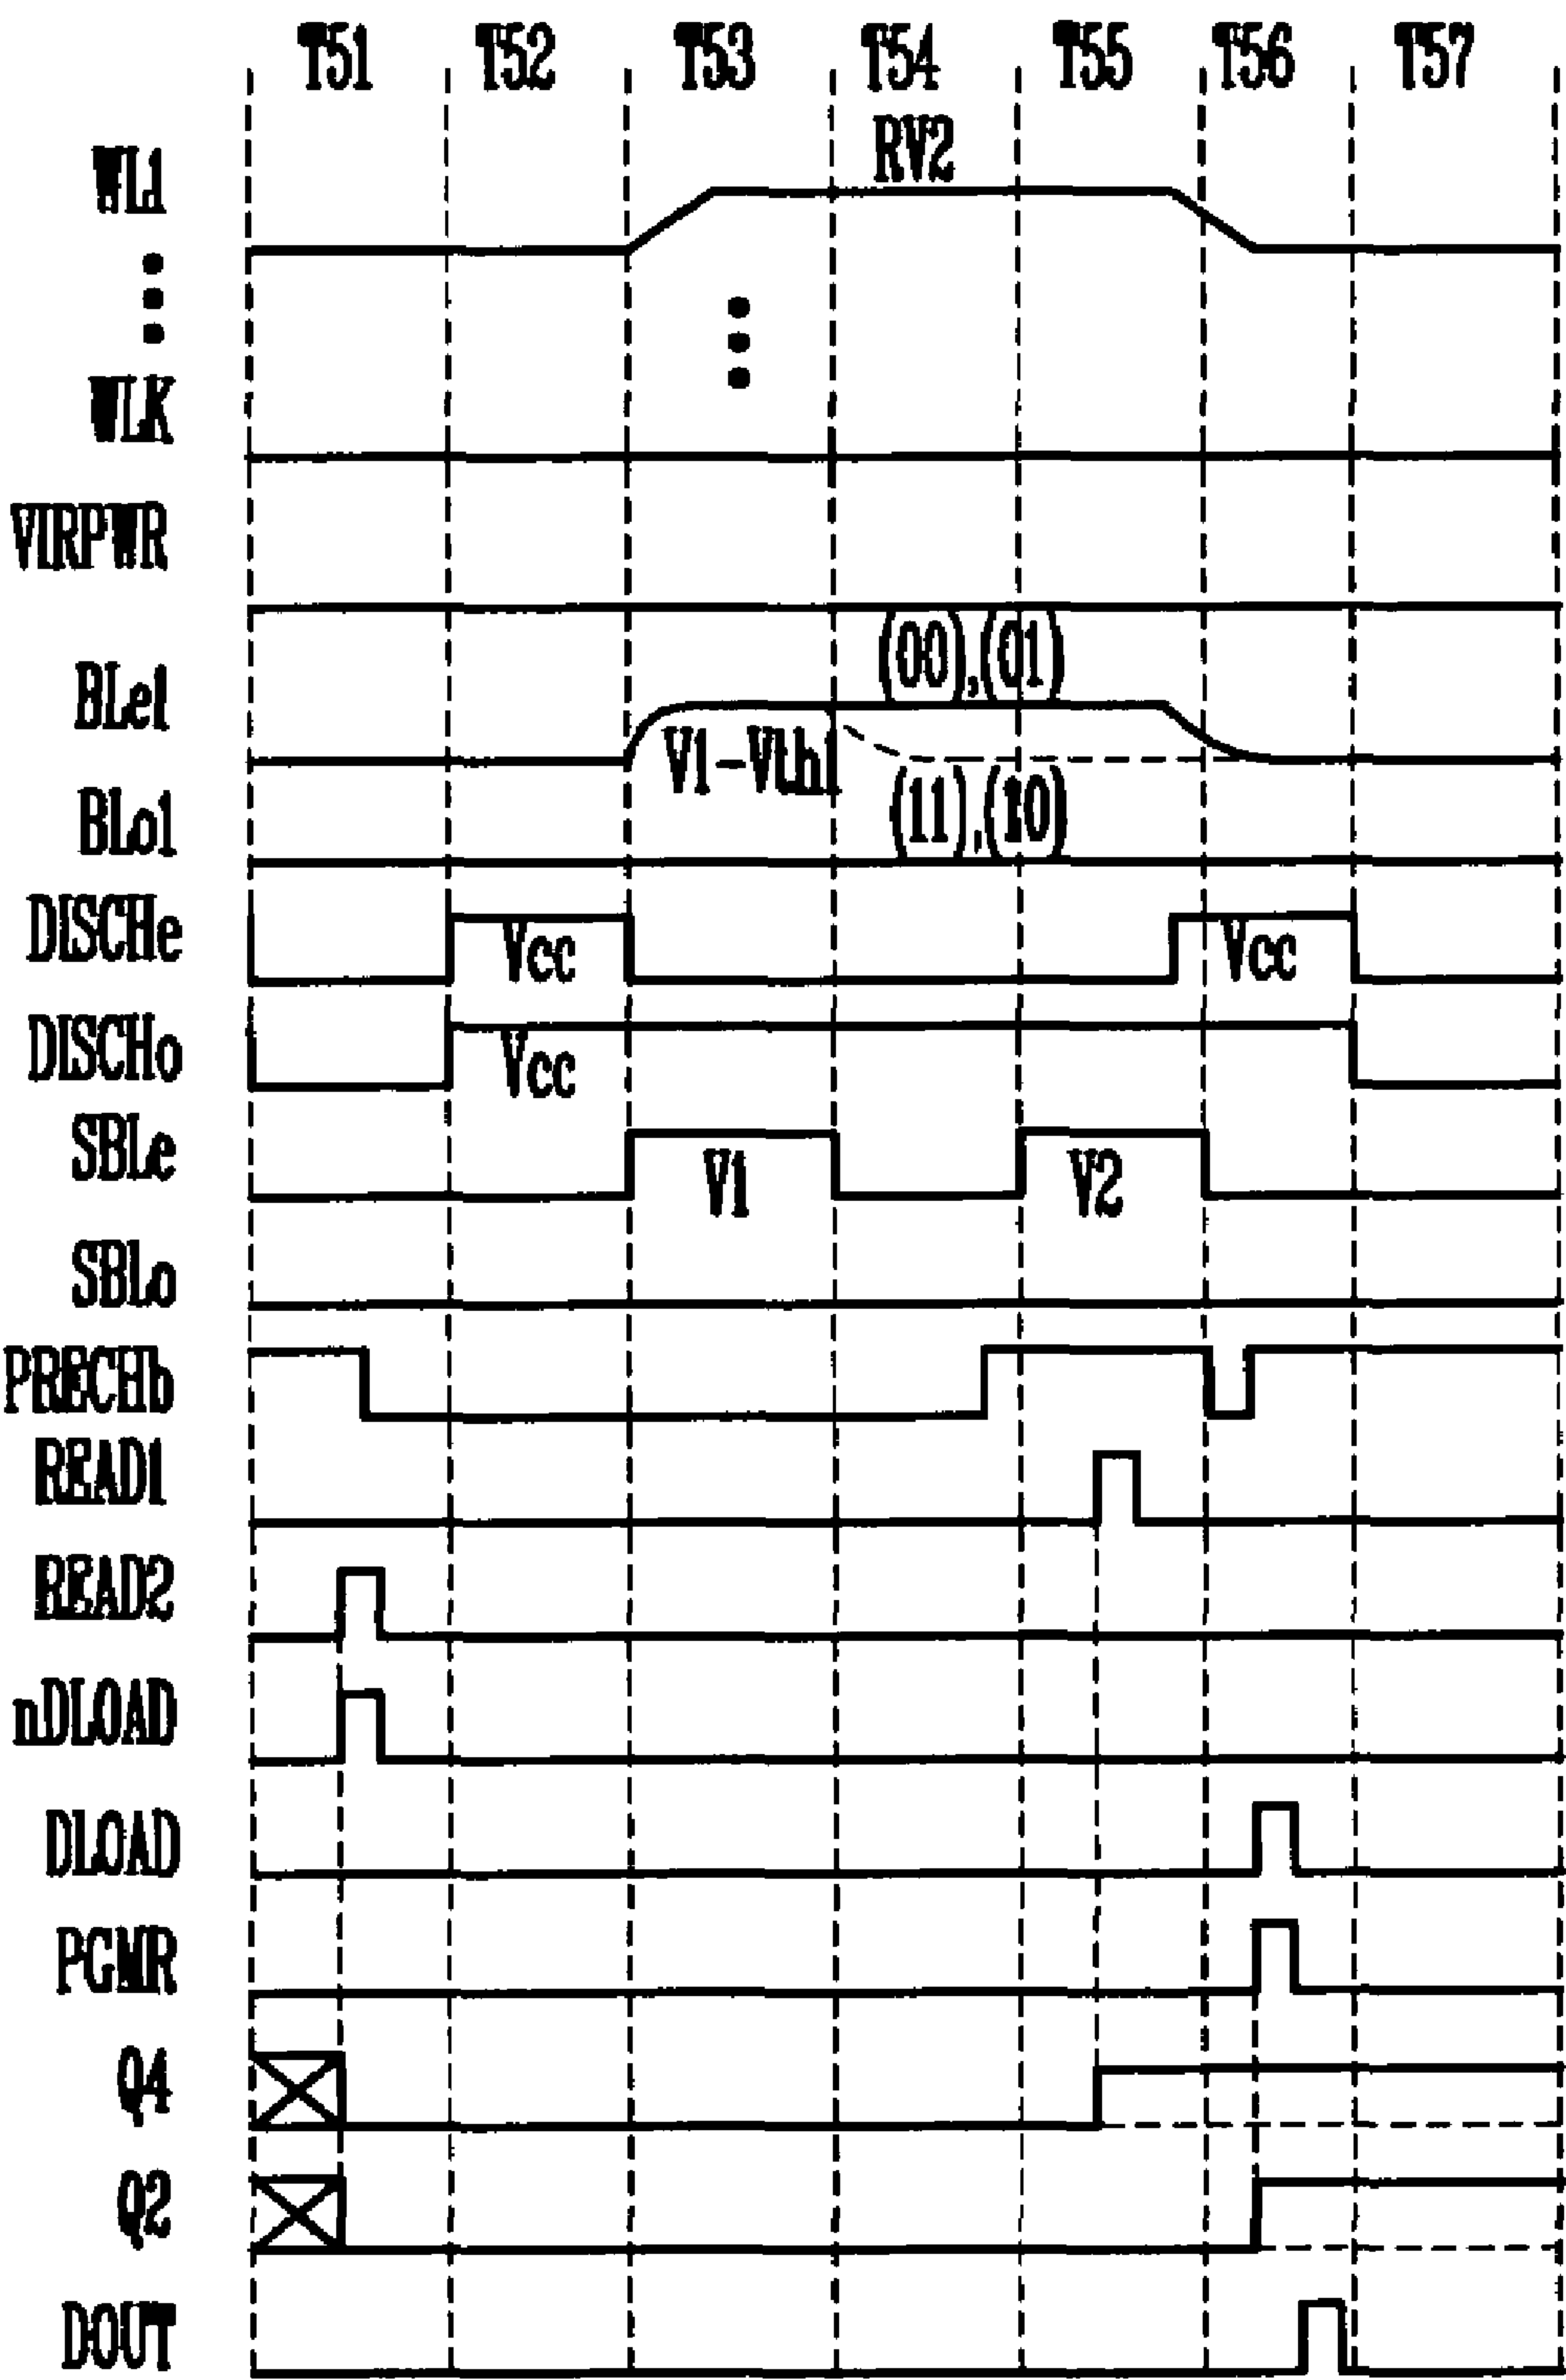 T51 T52 T53 T54 T55 T56 T57
RV2
WL1
WLK
VIRPWR
(00),(01)
BLe1
V1-Vth1
(11),(10)
BLo1
DISCHe
Vcc Vcc
DISCHo
Vcc
SBLe
V1 V2
SBLo
PRECHb
READ1
READ2
nDLOAD
DLOAD
PGMR
Q4
Q2
DOUT